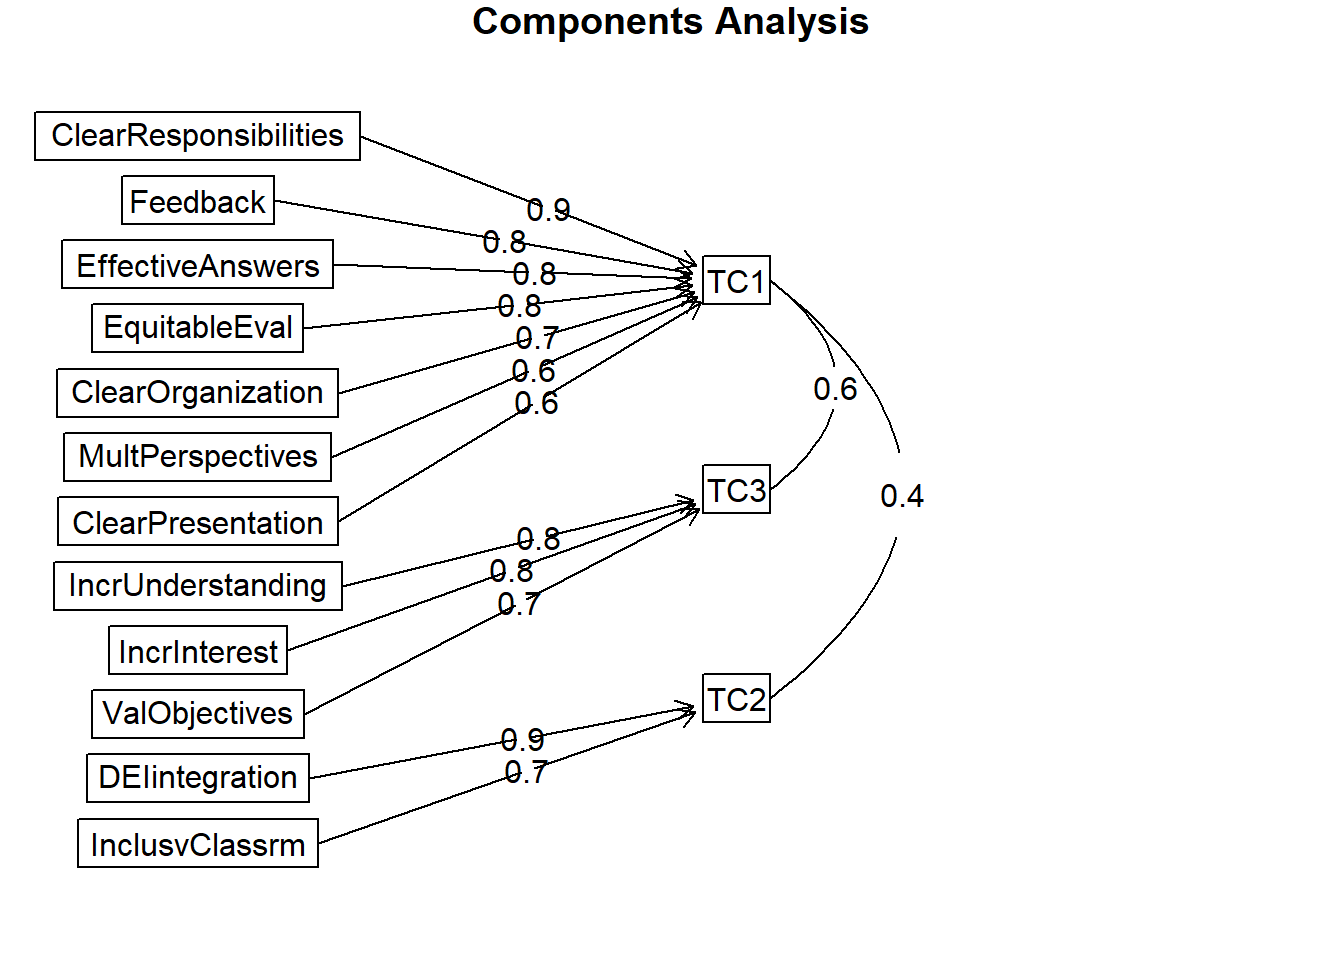 Components Analysis
ClearResponsibilities
Feedback
EffectiveAnswers
EquitableEval
ClearOrganization
MultPerspectives
ClearPresentation
IncrUnderstanding
IncrInterest
ValObjectives
DEIintegration
InclusvClassrm
0.9
0.8
0.8
0.8
0.7
0.6
0.6
0.8
0.8
0.7
0.9
0.7
TC1
TC3
TC2
0.6
0.4